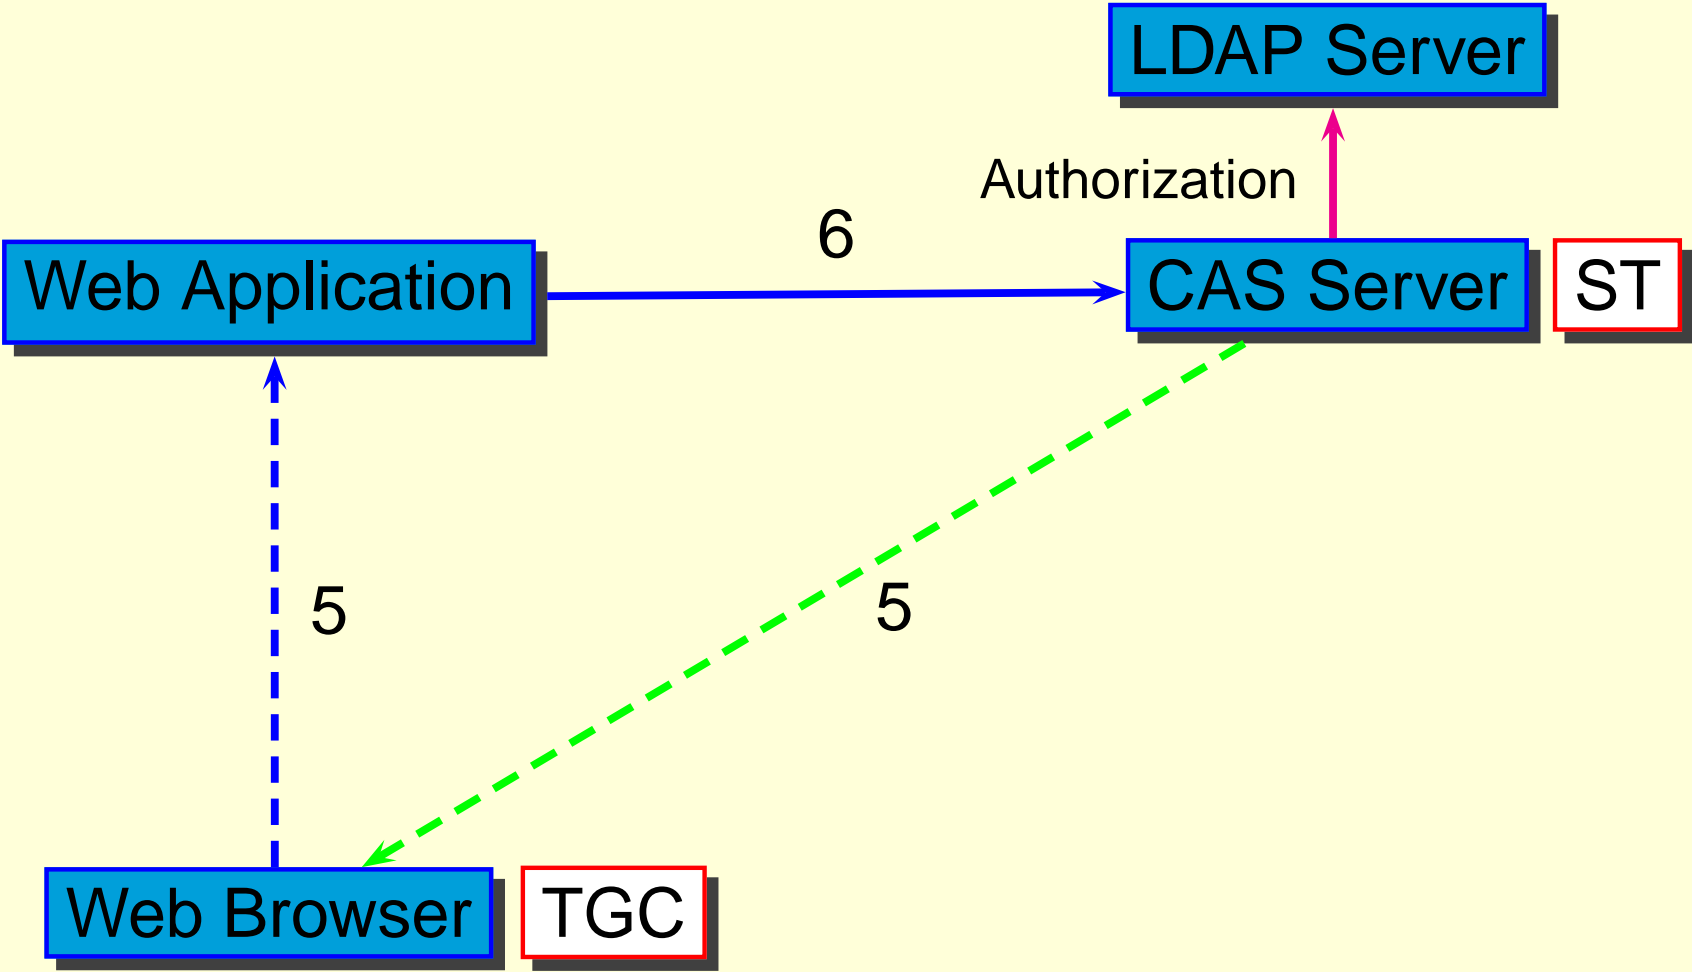 LDAP Server
Authorization
6
Web Application
CAS Server
ST
5
5
Web Browser
TGC